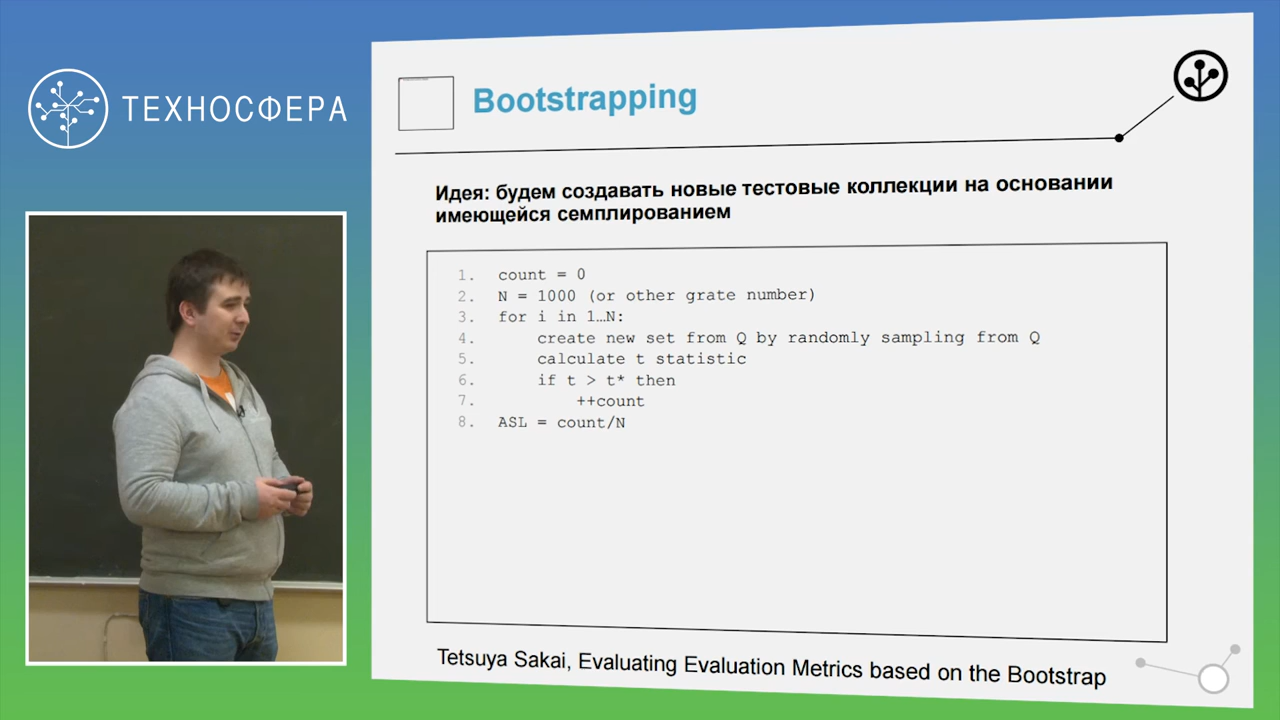 ТЕХНОСФЕРА
Bootstrapping
Идея: будем создавать новые тестовые коллекции на основании
имеющейся семплированием
1. count = 0
2. N = 1000 (or other grate number)
3. for i in 1…N:
4. create new set from Q by randomly sampling from Q
5. calculate t statistic
6. if t > t* then
7. ++count
8. ASL = count/N
Tetsuya Sakai, Evaluating Evaluation Metrics based on the Bootstrap